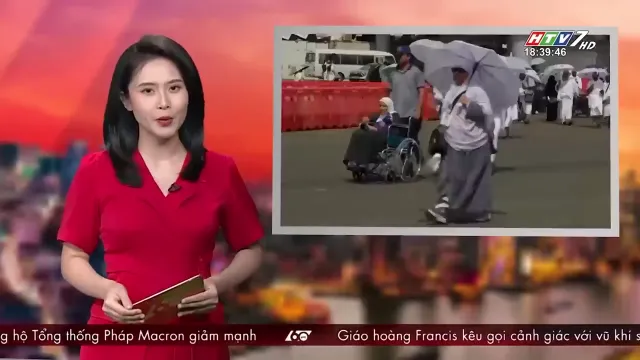 HTV7 HD
18:39:46
g hộ Tổng thống Pháp Macron giảm mạnh
60
Giáo hoàng Francis kêu gọi cảnh giác với vũ khí s